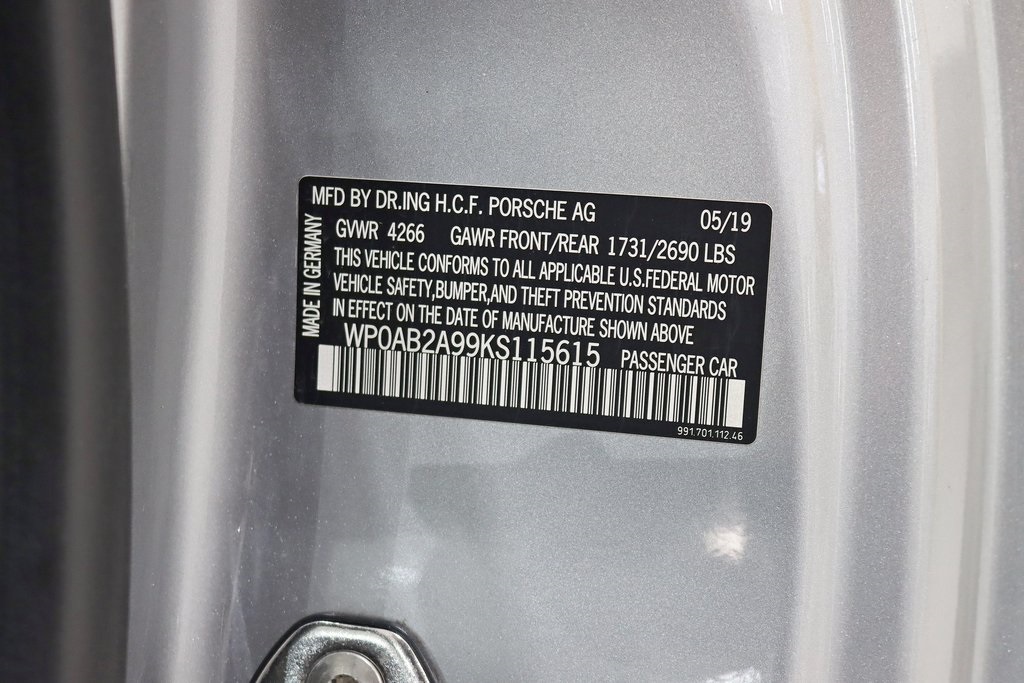 MFD BY DR.ING H.C.F. PORSCHE AG 05/19
MADE IN GERMANY
GVWR 4266 GAWR FRONT/REAR 1731/2690 LBS
THIS VEHICLE CONFORMS TO ALL APPLICABLE U.S.FEDERAL MOTOR
VEHICLE SAFETY,BUMPER,AND THEFT PREVENTION STANDARDS
IN EFFECT ON THE DATE OF MANUFACTURE SHOWN ABOVE
WP0AB2A99KS115615 PASSENGER CAR
991.701.112.46